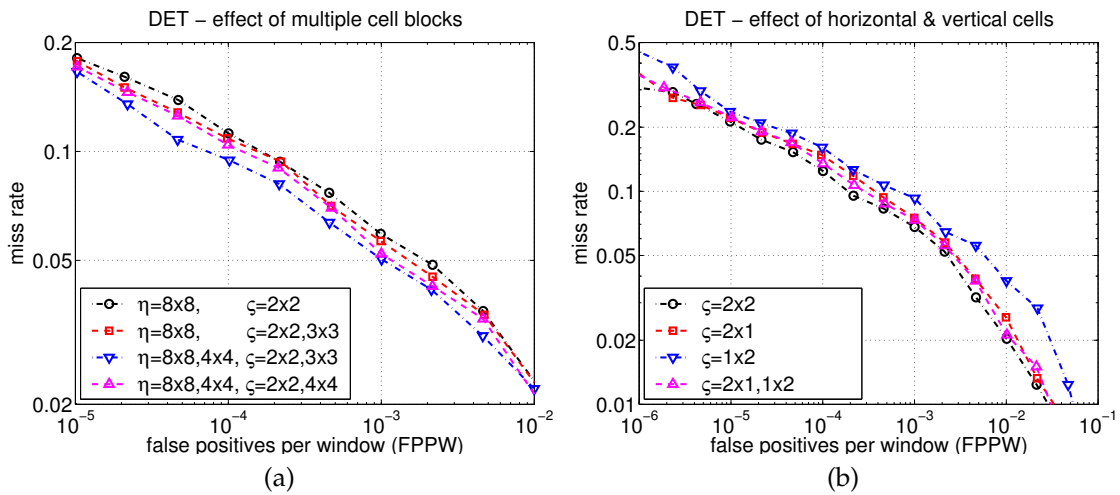 DET − effect of multiple cell blocks
0.2
0.1
0.05
0.02
miss rate
η=8x8, ς=2x2
η=8x8, ς=2x2,3x3
η=8x8,4x4, ς=2x2,3x3
η=8x8,4x4, ς=2x2,4x4
10⁻⁵ 10⁻⁴ 10⁻³ 10⁻²
false positives per window (FPPW)
(a)
DET − effect of horizontal & vertical cells
0.5
0.2
0.1
0.05
0.02
0.01
miss rate
ς=2x2
ς=2x1
ς=1x2
ς=2x1,1x2
10⁻⁶ 10⁻⁵ 10⁻⁴ 10⁻³ 10⁻² 10⁻¹
false positives per window (FPPW)
(b)